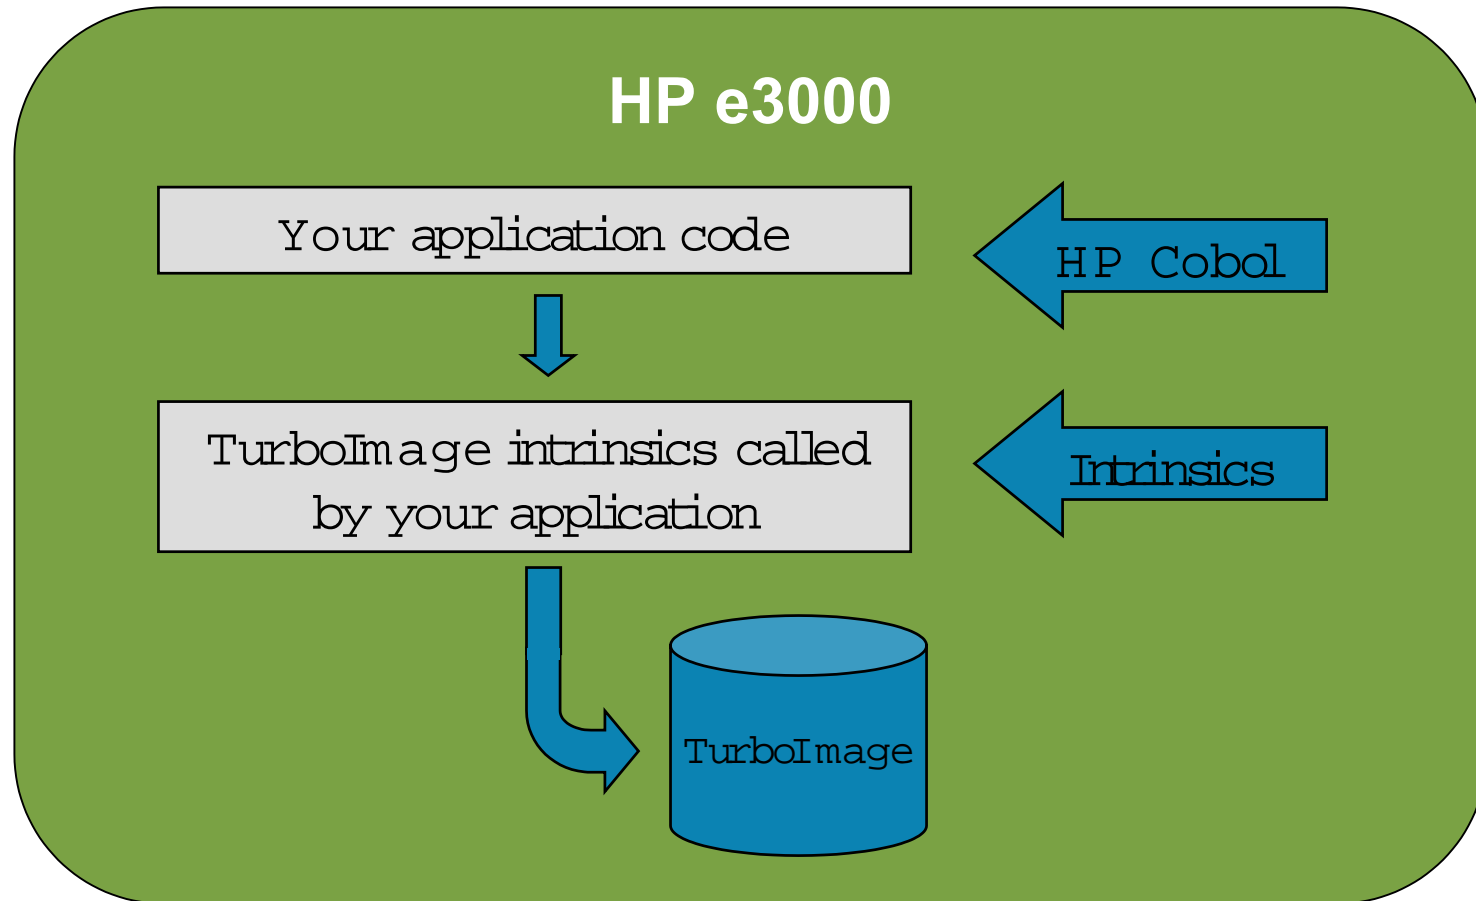 HP e3000
Your application code
HP Cobol
TurboImage intrinsics called
by your application
Intrinsics
TurboImage